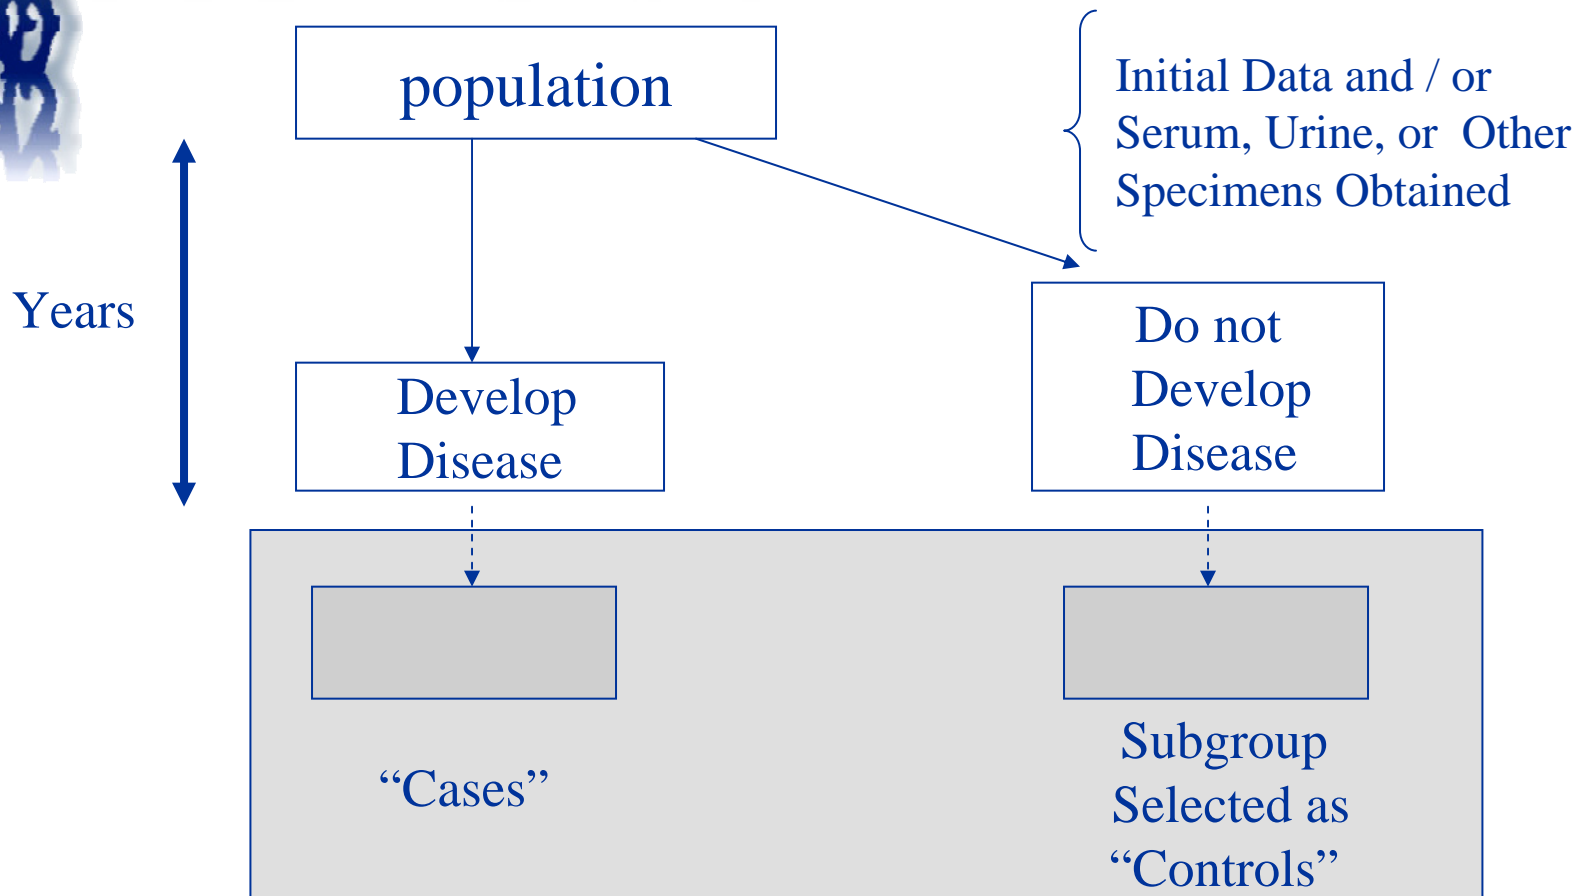 population
Initial Data and / or
Serum, Urine, or Other
Specimens Obtained
Years
Develop
Disease
Do not
Develop
Disease
“Cases”
Subgroup
Selected as
“Controls”